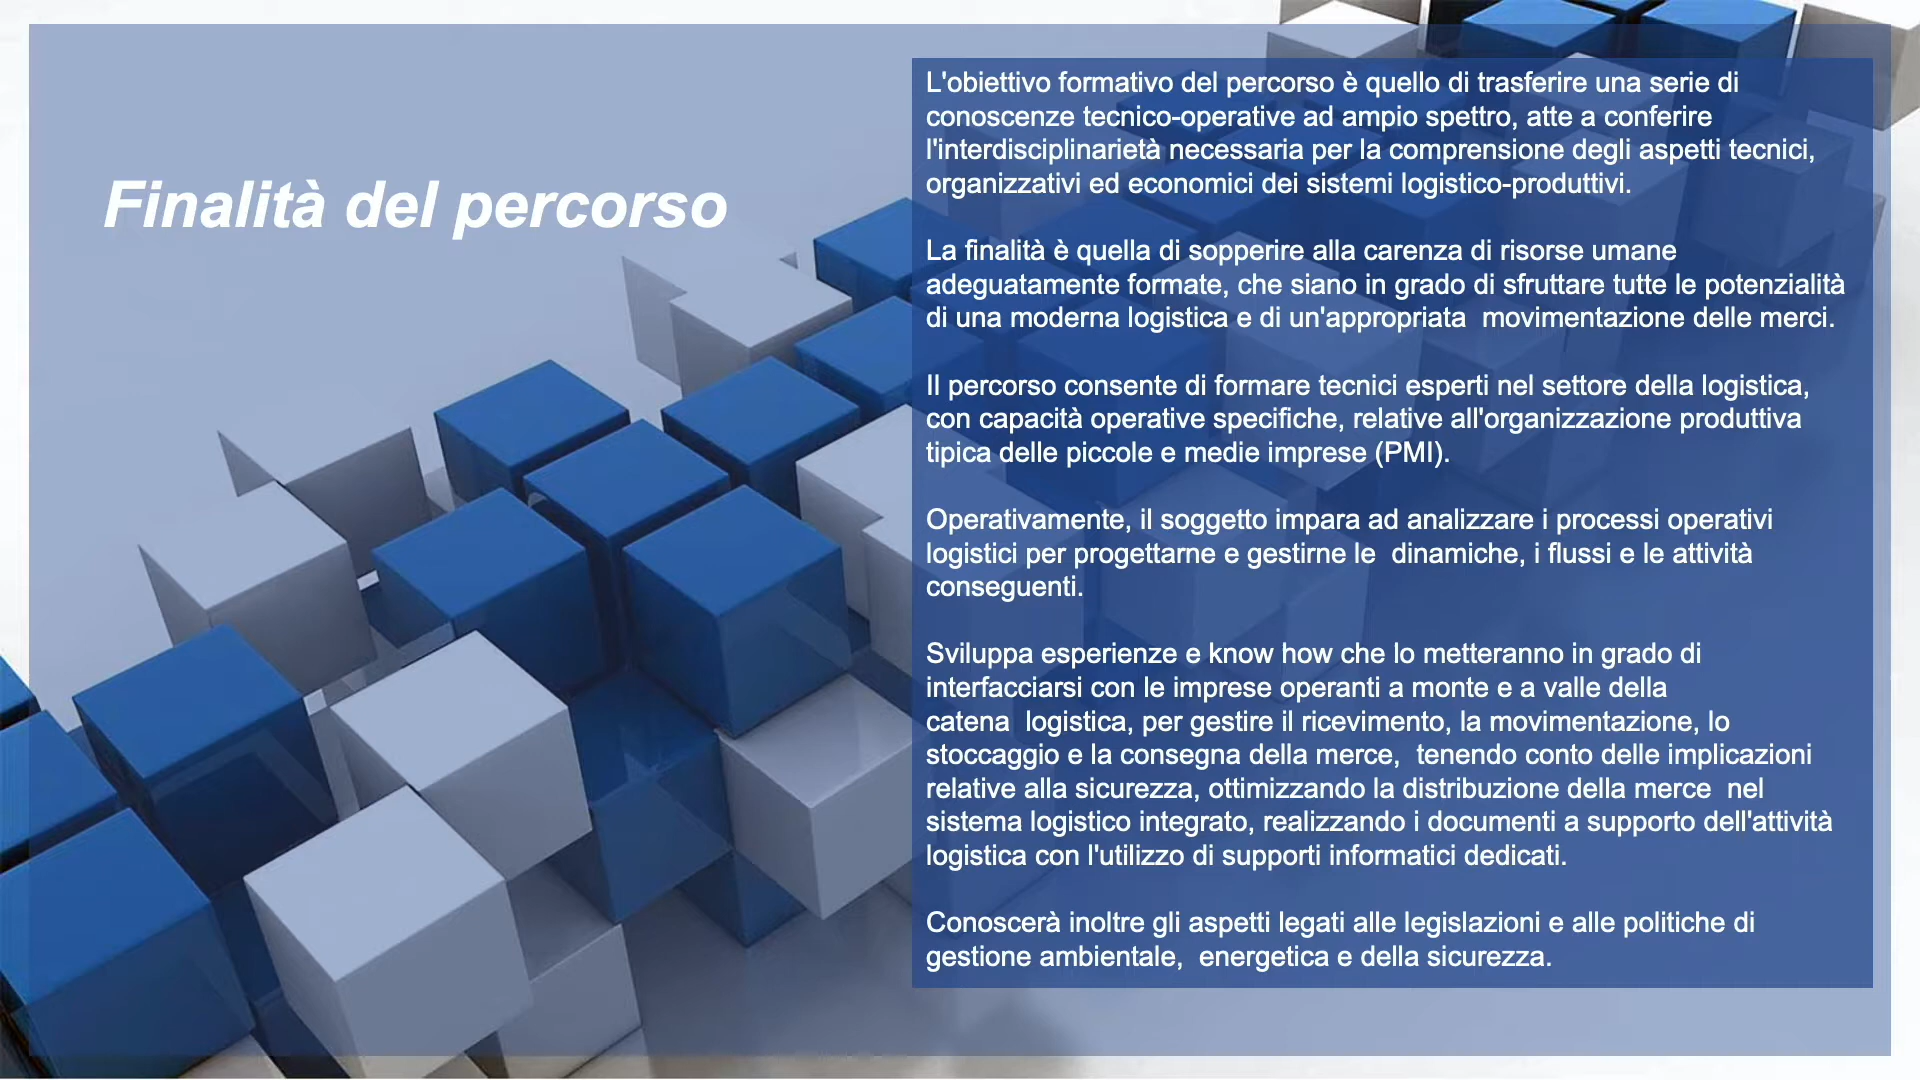 Finalità del percorso
L'obiettivo formativo del percorso è quello di trasferire una serie di
conoscenze tecnico-operative ad ampio spettro, atte a conferire
l'interdisciplinarietà necessaria per la comprensione degli aspetti tecnici,
organizzativi ed economici dei sistemi logistico-produttivi.
La finalità è quella di sopperire alla carenza di risorse umane
adeguatamente formate, che siano in grado di sfruttare tutte le potenzialità
di una moderna logistica e di un'appropriata  movimentazione delle merci.
Il percorso consente di formare tecnici esperti nel settore della logistica,
con capacità operative specifiche, relative all'organizzazione produttiva
tipica delle piccole e medie imprese (PMI).
Operativamente, il soggetto impara ad analizzare i processi operativi
logistici per progettarne e gestirne le  dinamiche, i flussi e le attività
conseguenti.
Sviluppa esperienze e know how che lo metteranno in grado di
interfacciarsi con le imprese operanti a monte e a valle della
catena  logistica, per gestire il ricevimento, la movimentazione, lo
stoccaggio e la consegna della merce,  tenendo conto delle implicazioni
relative alla sicurezza, ottimizzando la distribuzione della merce  nel
sistema logistico integrato, realizzando i documenti a supporto dell'attività
logistica con l'utilizzo di supporti informatici dedicati.
Conoscerà inoltre gli aspetti legati alle legislazioni e alle politiche di
gestione ambientale,  energetica e della sicurezza.